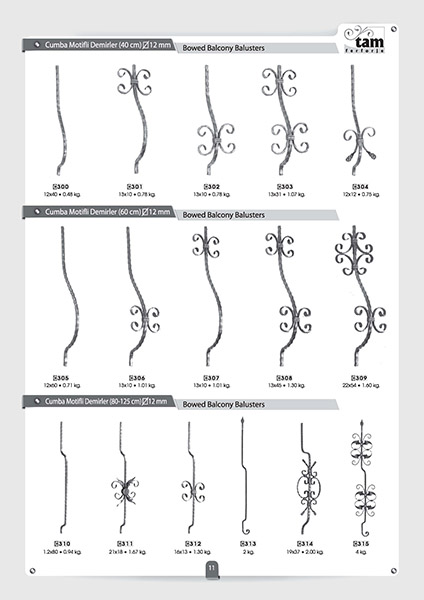 tam
ferforje
Cumba Motifli Demirler (40 cm) ∅12 mm
Bowed Balcony Balusters
300 301 302 303 304
12x40 • 0.48 kg. 13x10 • 0.78 kg. 13x10 • 0.78 kg. 13x31 • 1.07 kg. 12x12 • 0.75 kg.
Cumba Motifli Demirler (60 cm) ∅12 mm
Bowed Balcony Balusters
305 306 307 308 309
12x60 • 0.71 kg. 13x10 • 1.01 kg. 13x10 • 1.01 kg. 13x45 • 1.30 kg. 22x54 • 1.60 kg.
Cumba Motifli Demirler (80-125 cm) ∅12 mm
Bowed Balcony Balusters
310 311 312 313 314 315
1.2x80 • 0.94 kg. 21x18 • 1.67 kg. 16x13 • 1.30 kg. 2 kg. 19x37 • 2.00 kg. 4 kg.
11